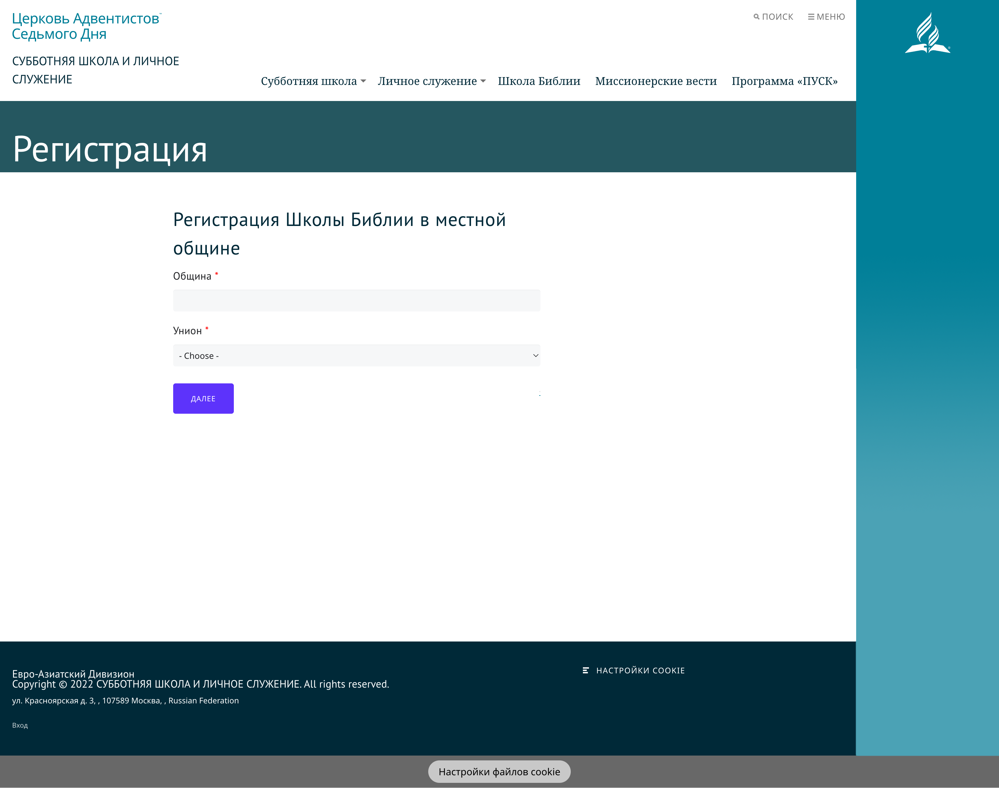 Церковь Адвентистов™
Седьмого Дня
ПОИСК
МЕНЮ
СУББОТНЯЯ ШКОЛА И ЛИЧНОЕ
СЛУЖЕНИЕ
Субботняя школа
Личное служение
Школа Библии
Миссионерские вести
Программа «ПУСК»
Регистрация
Регистрация Школы Библии в местной
общине
Община *
Унион *
- Choose -
ДАЛЕЕ
Евро-Азиатский Дивизион
Copyright © 2022 СУББОТНЯЯ ШКОЛА И ЛИЧНОЕ СЛУЖЕНИЕ. All rights reserved.
ул. Красноярская д. 3, , 107589 Москва, , Russian Federation
Вход
НАСТРОЙКИ COOKIE
Настройки файлов cookie